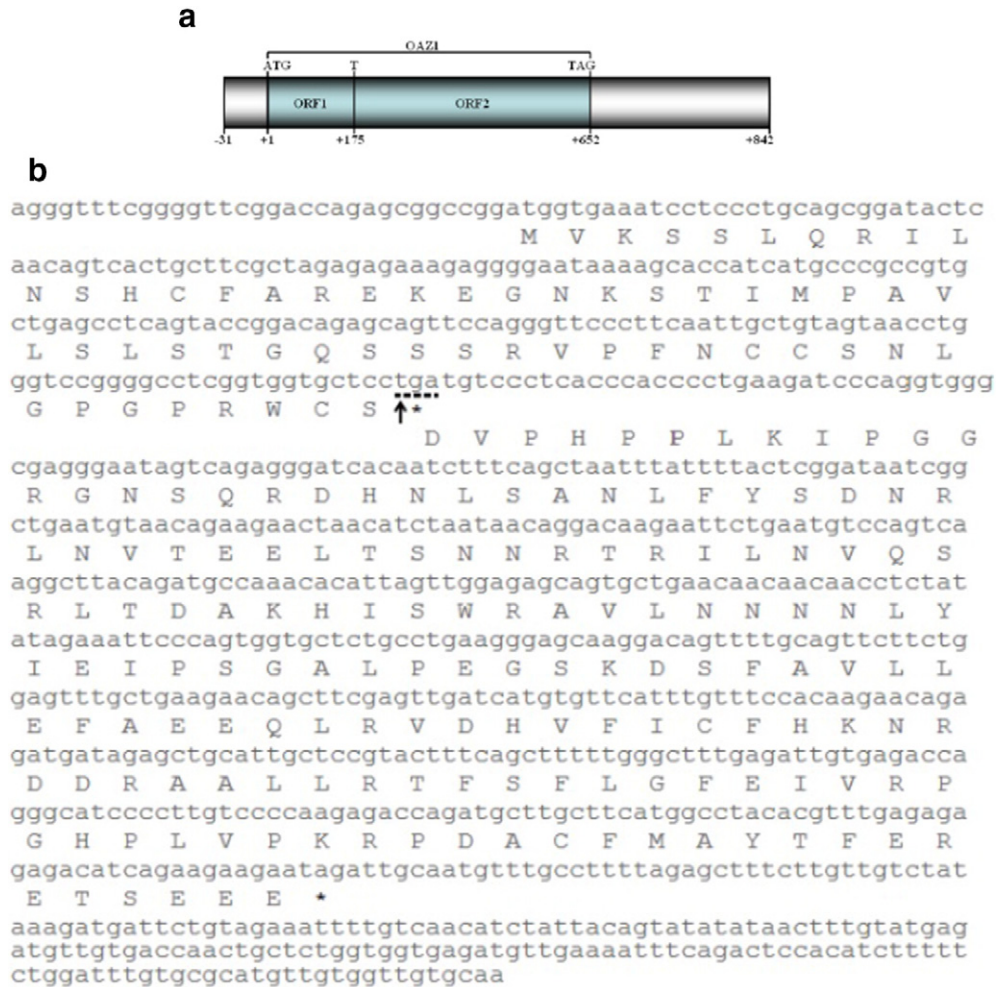 a
OAZ1
ATG T TAG
ORF1 ORF2
-31 +1 +175 +652 +842
b
agggtttcggggttcggaccagagcggccggatggtgaaatcctccctgcagcggatactc
M V K S S L Q R I L
aacagtcactgcttcgctagagagaaagaggggaataaaagcaccatcatgcccgccgtg
N S H C F A R E K E G N K S T I M P A V
ctgagcctcagtaccggacagagcagttccagggttcccttcaattgctgtagtaacctg
L S L S T G Q S S S R V P F N C C S N L
ggtccggggcctcggtggtgctcctgatgtccctcacccacccctgaagatcccaggtggg
G P G P R W C S ↑ *
D V P H P P L K I P G G
cgagggaatagtcagagggatcacaatctttcagctaatttattttactcggataatcgg
R G N S Q R D H N L S A N L F Y S D N R
ctgaatgtaacagaagaactaacatctaataacaggacaagaattctgaatgtccagtca
L N V T E E L T S N N R T R I L N V Q S
aggcttacagatgccaaacacattagttggagagcagtgctgaacaacaacaacctctat
R L T D A K H I S W R A V L N N N N L Y
atagaaattcccagtggtgctctgcctgaagggagcaaggacagttttgcagttcttctg
I E I P S G A L P E G S K D S F A V L L
gagtttgctgaagaacagcttcgagttgatcatgtgttcatttgtttccacaagaacaga
E F A E E Q L R V D H V F I C F H K N R
gatgatagagctgcattgctccgtactttcagctttttgggctttgagattgtgagacca
D D R A A L L R T F S F L G F E I V R P
gggcatccccttgtccccaagagaccagatgcttgcttcatggcctacacgtttgagaga
G H P L V P K R P D A C F M A Y T F E R
gagacatcagaagaagaatagattgcaatgtttgccttttagagctttcttgttgtctat
E T S E E E *
aaagatgattctgtagaaattttgtcaacatctattacagtatatataactttgtatgag
atgttgtgaccaactgctctggtggtgagatgttgaaaatttcagactccacatcttttt
ctggatttgtgcgcatgttgtggttgtgcaa